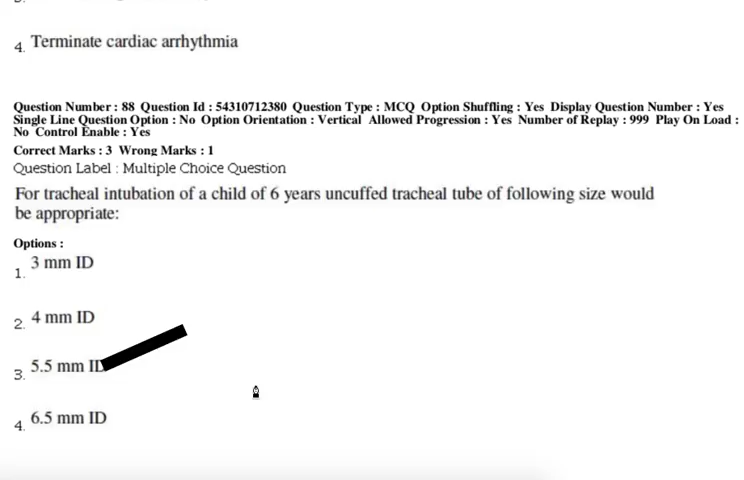 4. Terminate cardiac arrhythmia
Question Number : 88 Question Id : 54310712380 Question Type : MCQ Option Shuffling : Yes Display Question Number : Yes
Single Line Question Option : No Option Orientation : Vertical Allowed Progression : Yes Number of Replay : 999 Play On Load :
No Control Enable : Yes
Correct Marks : 3 Wrong Marks : 1
Question Label : Multiple Choice Question
For tracheal intubation of a child of 6 years uncuffed tracheal tube of following size would
be appropriate:
Options :
1. 3 mm ID
2. 4 mm ID
3. 5.5 mm ID
4. 6.5 mm ID